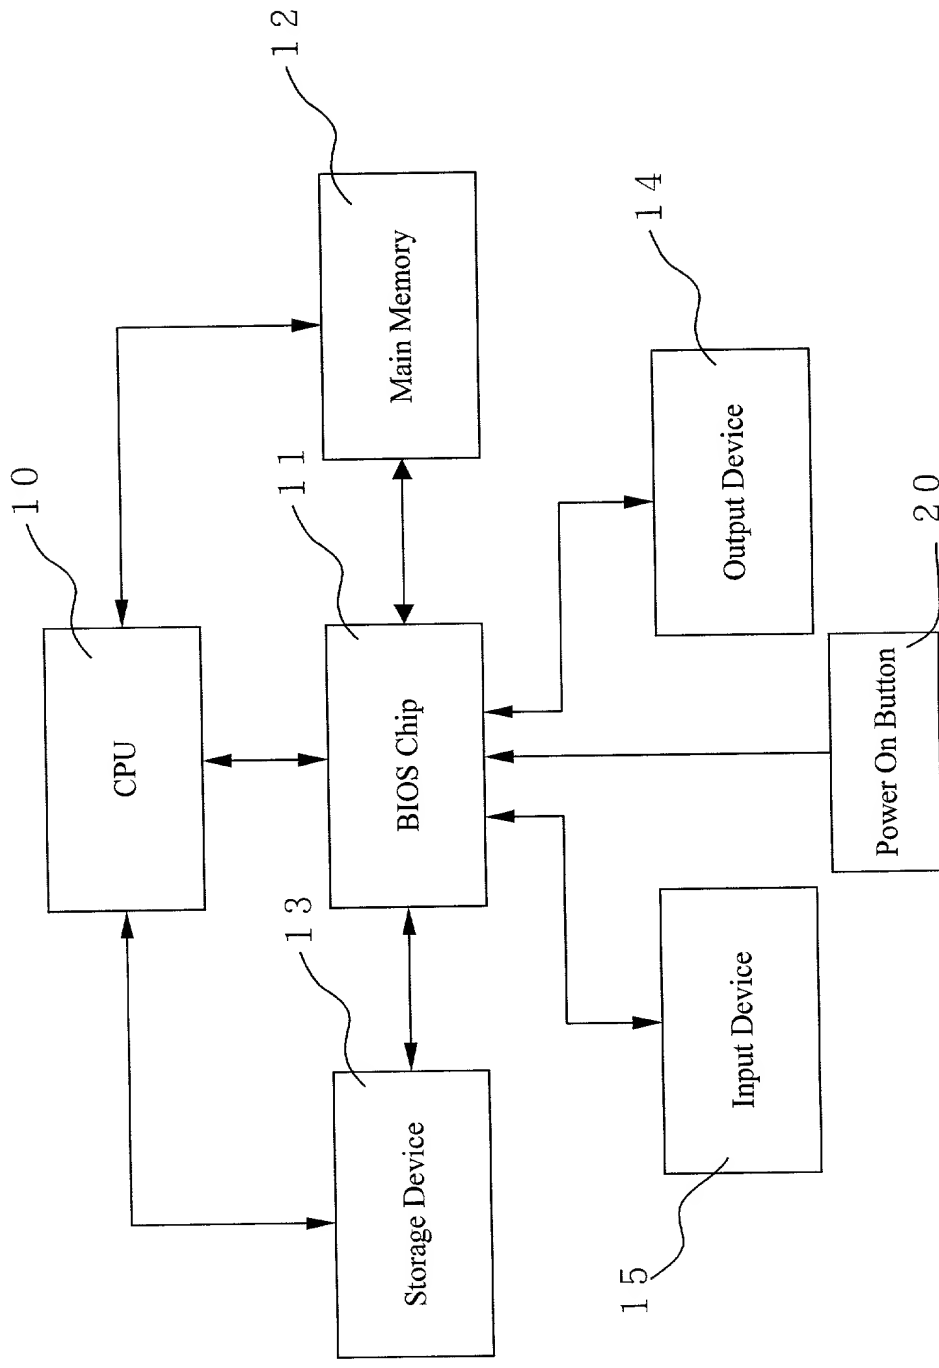 10
CPU
13
11
12
Storage Device
BIOS Chip
Main Memory
15
14
Input Device
Output Device
Power On Button
20